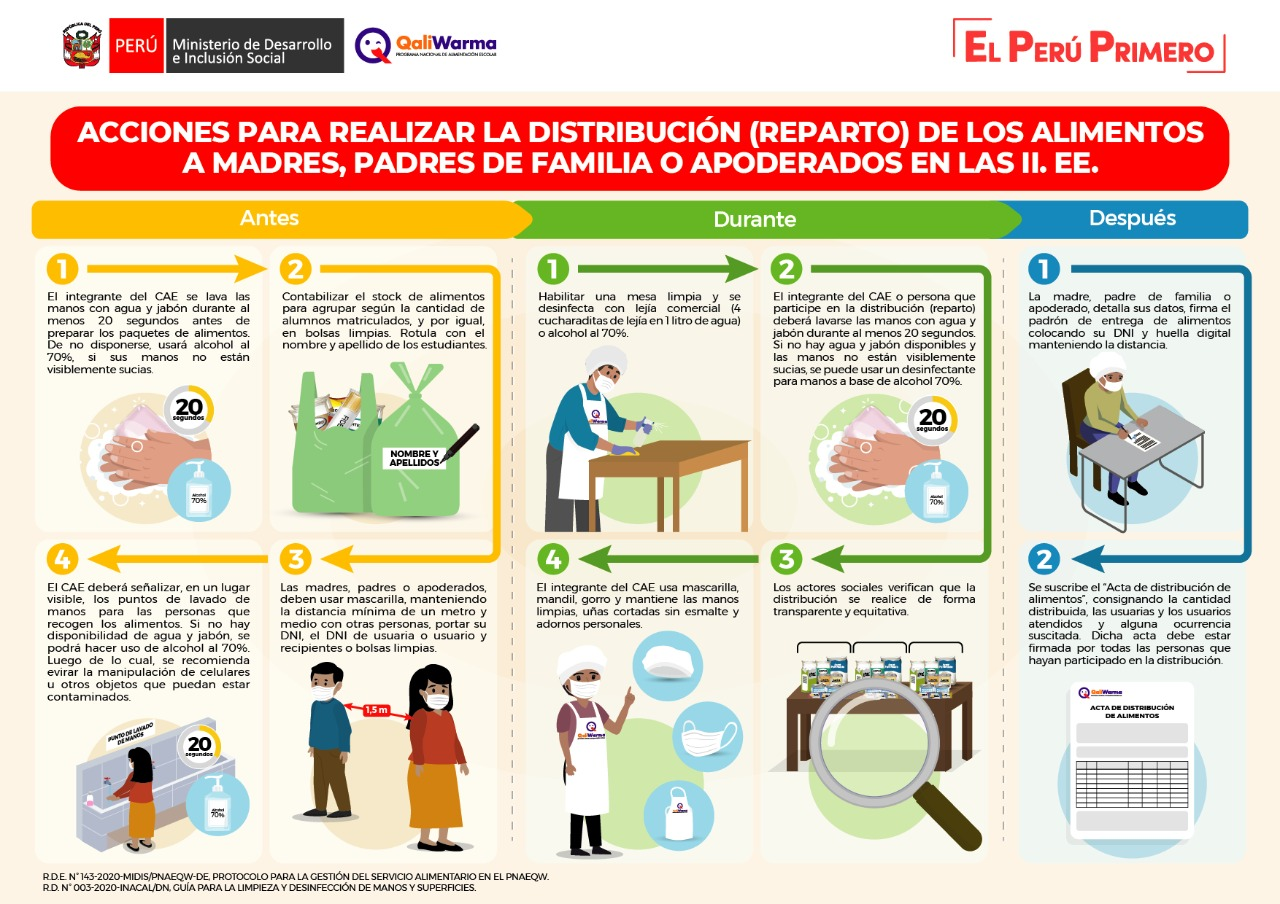 PERÚ
Ministerio de Desarrollo
e Inclusión Social
QaliWarma
PROGRAMA NACIONAL DE ALIMENTACIÓN ESCOLAR
EL PERÚ PRIMERO
ACCIONES PARA REALIZAR LA DISTRIBUCIÓN (REPARTO) DE LOS ALIMENTOS
A MADRES, PADRES DE FAMILIA O APODERADOS EN LAS II. EE.
Antes
1
El integrante del CAE se lava las
manos con agua y jabón durante al
menos 20 segundos antes de
preparar los paquetes de alimentos.
De no disponerse, usará alcohol al
70%, si sus manos no están
visiblemente sucias.
20
segundos
Alcohol
70%
2
Contabilizar el stock de alimentos
para agrupar según la cantidad de
alumnos matriculados, y por igual,
en bolsas limpias. Rotula con el
nombre y apellido de los estudiantes.
NOMBRE Y
APELLIDOS
3
Las madres, padres o apoderados,
deben usar mascarilla, manteniendo
la distancia mínima de un metro y
medio con otras personas, portar su
DNI, el DNI de usuaria o usuario y
recipientes o bolsas limpias.
1,5 m
4
El CAE deberá señalizar, en un lugar
visible, los puntos de lavado de
manos para las personas que
recogen los alimentos. Si no hay
disponibilidad de agua y jabón, se
podrá hacer uso de alcohol al 70%.
Luego de lo cual, se recomienda
evirar la manipulación de celulares
u otros objetos que puedan estar
contaminados.
PUNTO DE LAVADO
DE MANOS
20
segundos
Alcohol
70%
Durante
1
Habilitar una mesa limpia y se
desinfecta con lejía comercial (4
cucharaditas de lejía en 1 litro de agua)
o alcohol al 70%.
QaliWarma
2
El integrante del CAE o persona que
participe en la distribución (reparto)
deberá lavarse las manos con agua y
jabón durante al menos 20 segundos.
Si no hay agua y jabón disponibles y
las manos no están visiblemente
sucias, se puede usar un desinfectante
para manos a base de alcohol 70%.
20
segundos
Alcohol
70%
3
Los actores sociales verifican que la
distribución se realice de forma
transparente y equitativa.
4
El integrante del CAE usa mascarilla,
mandil, gorro y mantiene las manos
limpias, uñas cortadas sin esmalte y
adornos personales.
QaliWarma
QaliWarma
Después
1
La madre, padre de familia o
apoderado, detalla sus datos, firma el
padrón de entrega de alimentos
colocando su DNI y huella digital
manteniendo la distancia.
2
Se suscribe el "Acta de distribución de
alimentos", consignando la cantidad
distribuida, las usuarias y los usuarios
atendidos y alguna ocurrencia
suscitada. Dicha acta debe estar
firmada por todas las personas que
hayan participado en la distribución.
QaliWarma
ACTA DE DISTRIBUCIÓN
DE ALIMENTOS
R.D.E. N° 143-2020-MIDIS/PNAEQW-DE, PROTOCOLO PARA LA GESTIÓN DEL SERVICIO ALIMENTARIO EN EL PNAEQW.
R.D. N° 003-2020-INACAL/DN, GUÍA PARA LA LIMPIEZA Y DESINFECCIÓN DE MANOS Y SUPERFICIES.